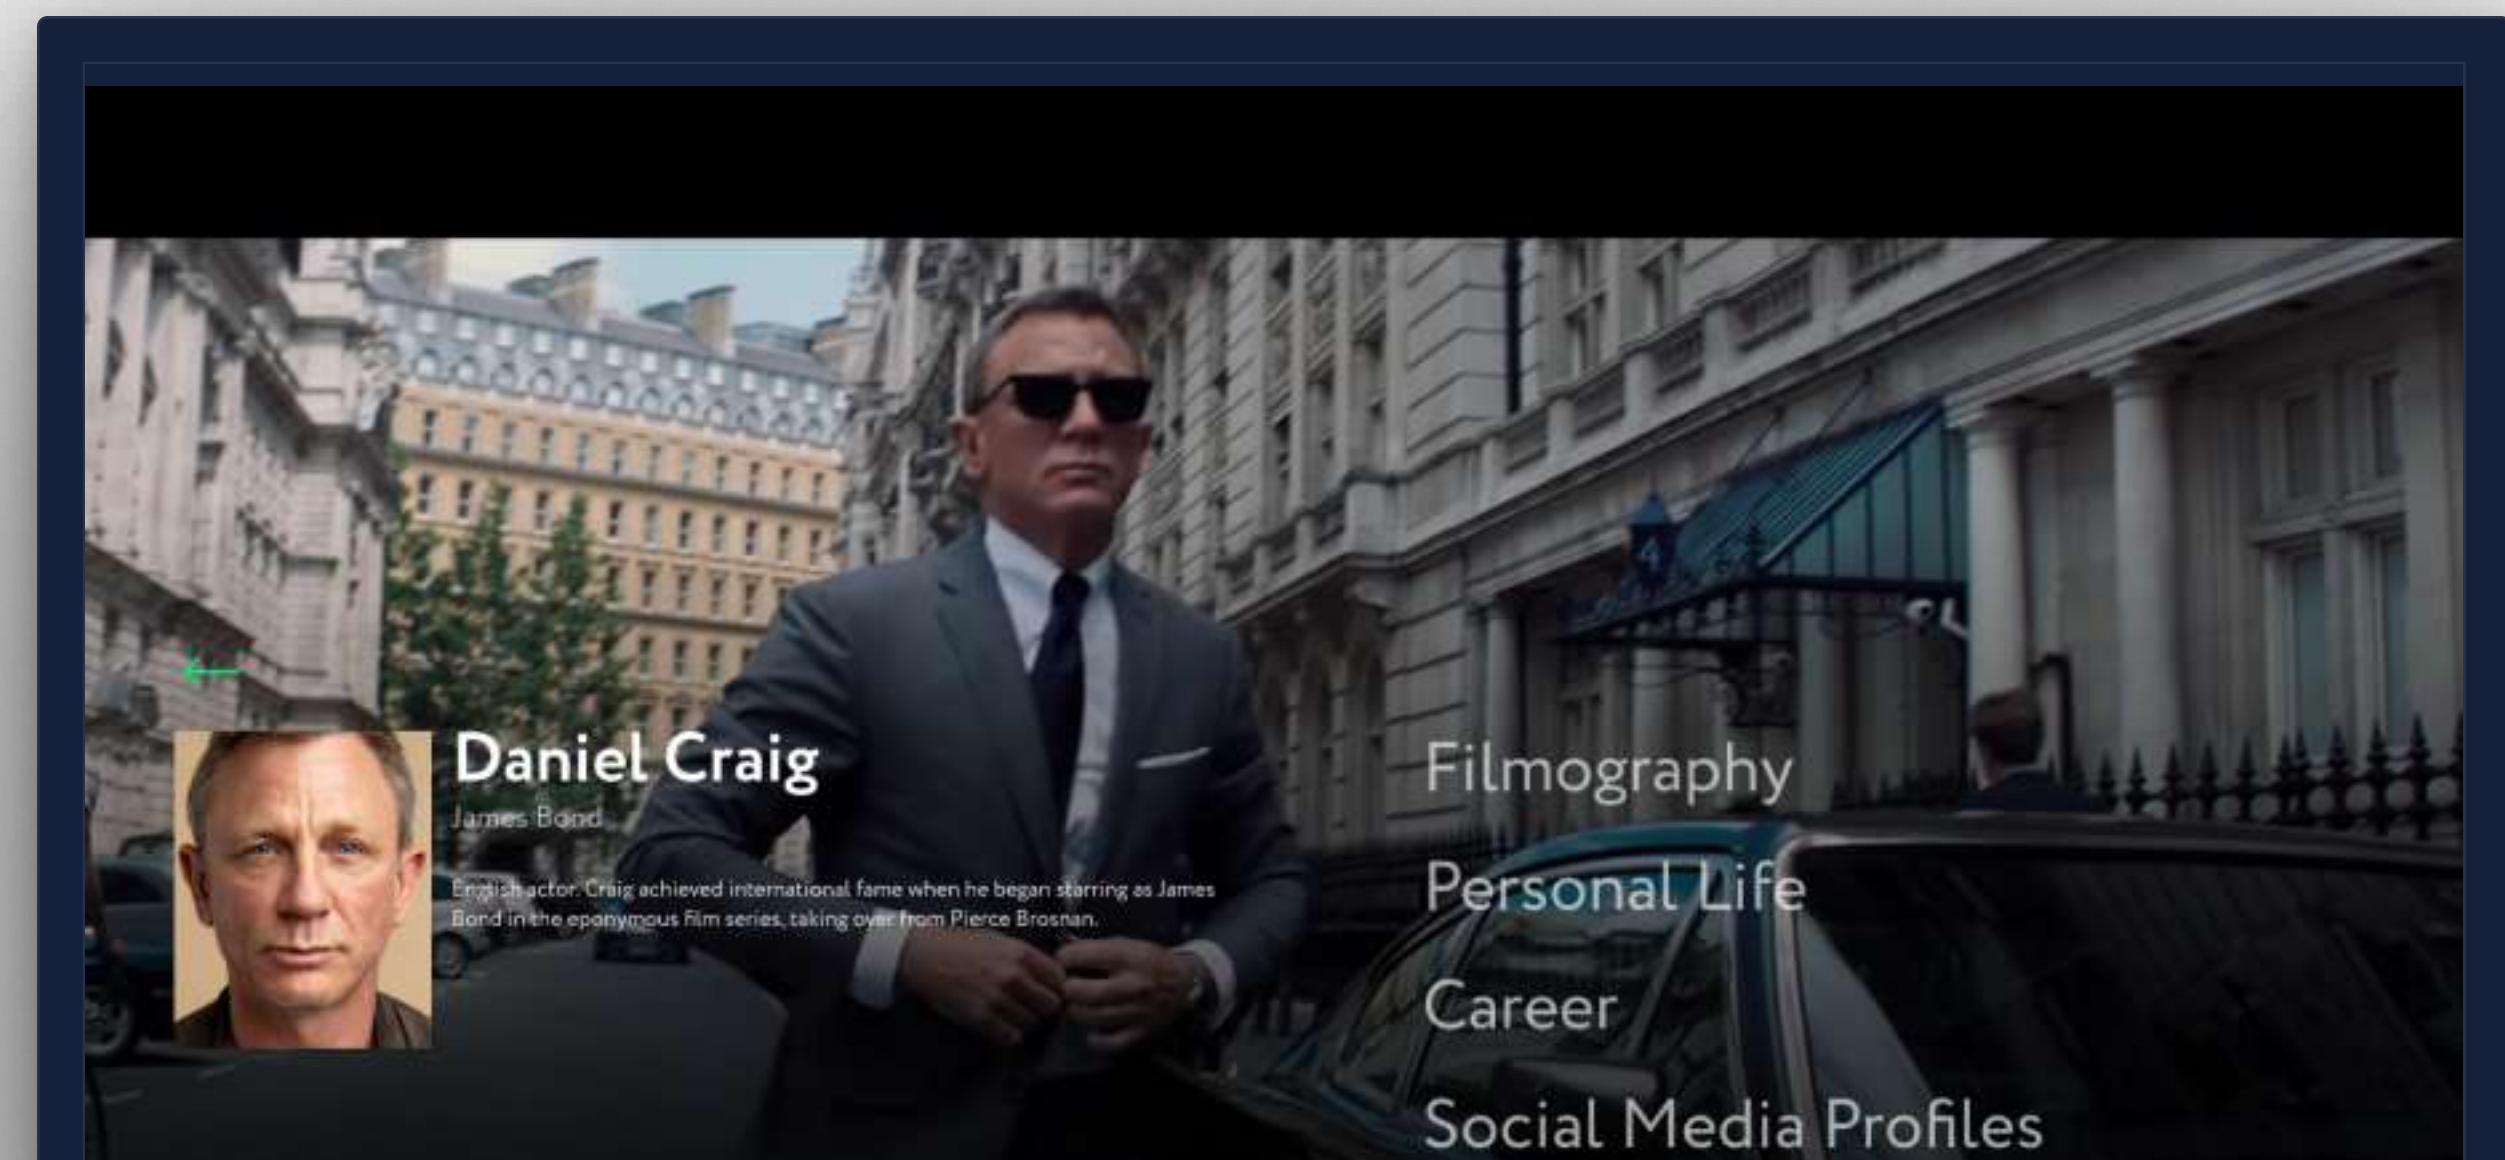 Daniel Craig
James Bond
English actor. Craig achieved international fame when he began starring as James
Bond in the eponymous film series, taking over from Pierce Brosnan.
Filmography
Personal Life
Career
Social Media Profiles
4